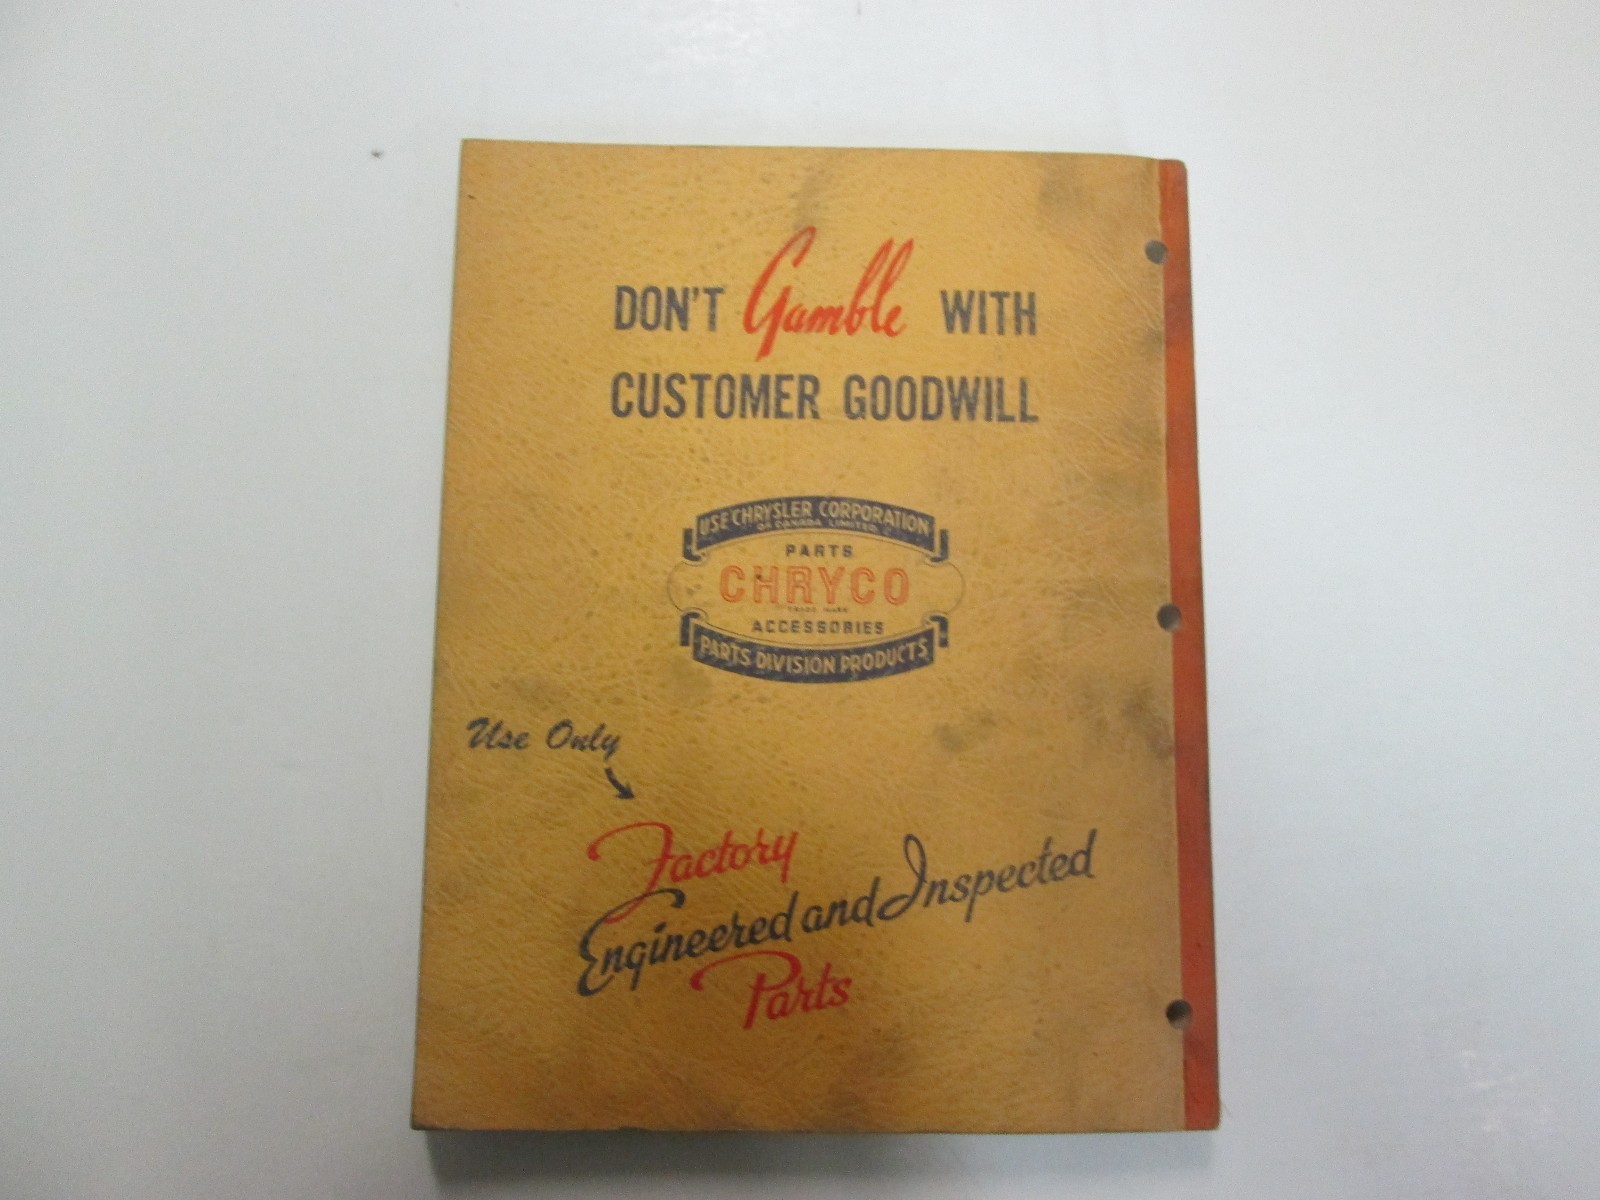 DON'T Gamble WITH
CUSTOMER GOODWILL
USE CHRYSLER CORPORATION
OF CANADA LIMITED
PARTS
CHRYCO
TRADE MARK
ACCESSORIES
PARTS DIVISION PRODUCTS
Use Only
Factory
Engineered and Inspected
Parts